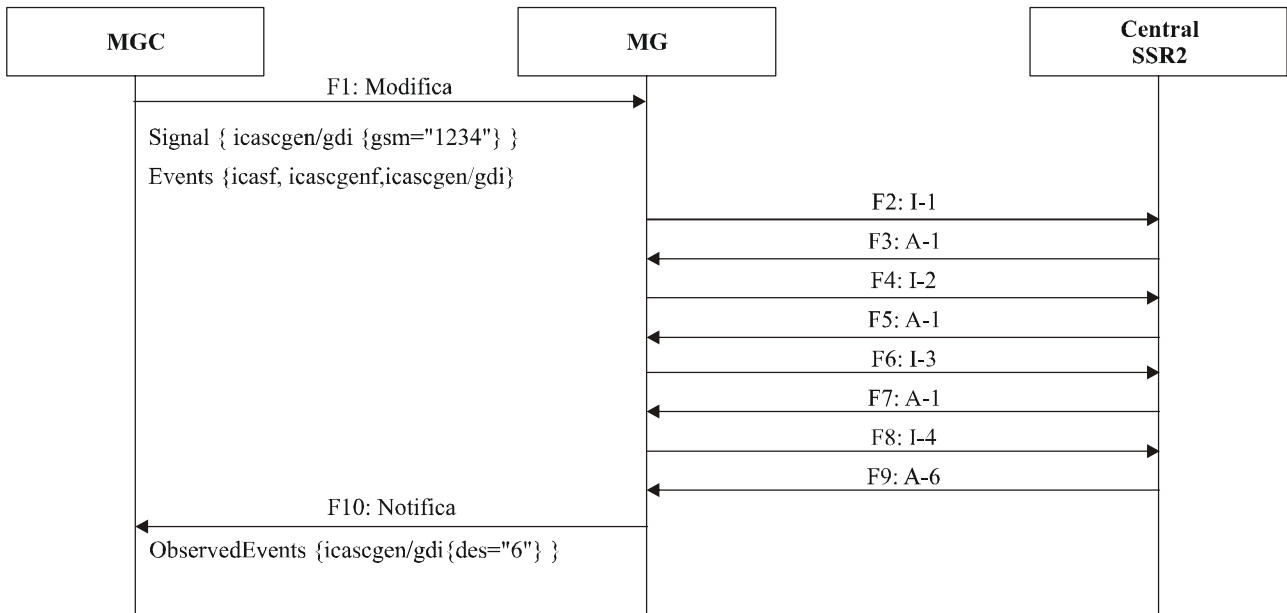 MGC
MG
Central
SSR2
F1: Modifica
Signal { icascgen/gdi {gsm="1234"} }
Events {icasf, icascgenf,icascgen/gdi}
F2: I-1
F3: A-1
F4: I-2
F5: A-1
F6: I-3
F7: A-1
F8: I-4
F9: A-6
F10: Notifica
ObservedEvents {icascgen/gdi{des="6"} }